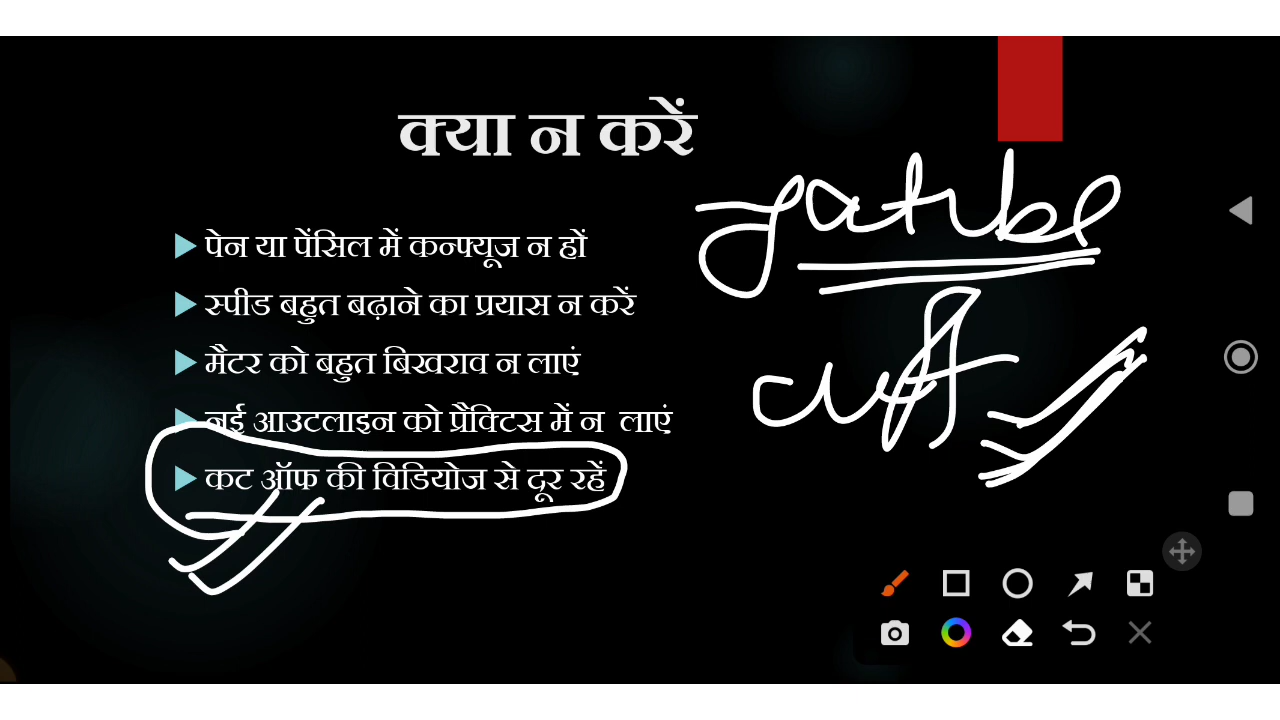 क्या न करें
पेन या पेंसिल में कन्फ्यूज न हों
स्पीड बहुत बढ़ाने का प्रयास न करें
मैटर को बहुत बिखराव न लाएं
नई आउटलाइन को प्रैक्टिस में न लाएं
कट ऑफ की विडियोज से दूर रहें